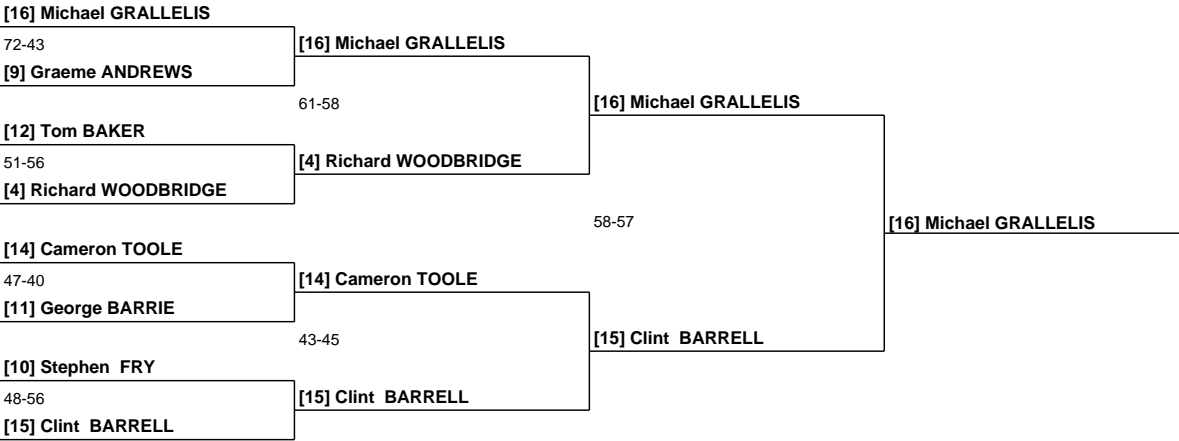 [16] Michael GRALLELIS
72-43
[9] Graeme ANDREWS
[12] Tom BAKER
51-56
[4] Richard WOODBRIDGE
[14] Cameron TOOLE
47-40
[11] George BARRIE
[10] Stephen  FRY
48-56
[15] Clint  BARRELL
[16] Michael GRALLELIS
61-58
[4] Richard WOODBRIDGE
[14] Cameron TOOLE
43-45
[15] Clint  BARRELL
[16] Michael GRALLELIS
58-57
[15] Clint  BARRELL
[16] Michael GRALLELIS